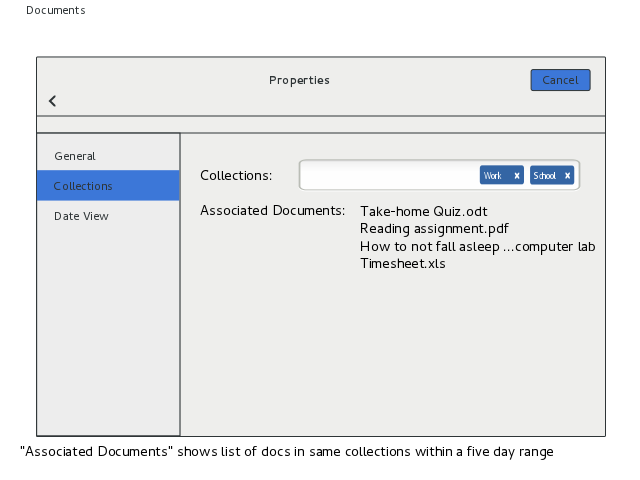 Documents
Properties
Cancel
<
General
Collections
Date View
Collections:
Work x
School x
Associated Documents:
Take-home Quiz.odt
Reading assignment.pdf
How to not fall asleep ...computer lab
Timesheet.xls
"Associated Documents" shows list of docs in same collections within a five day range